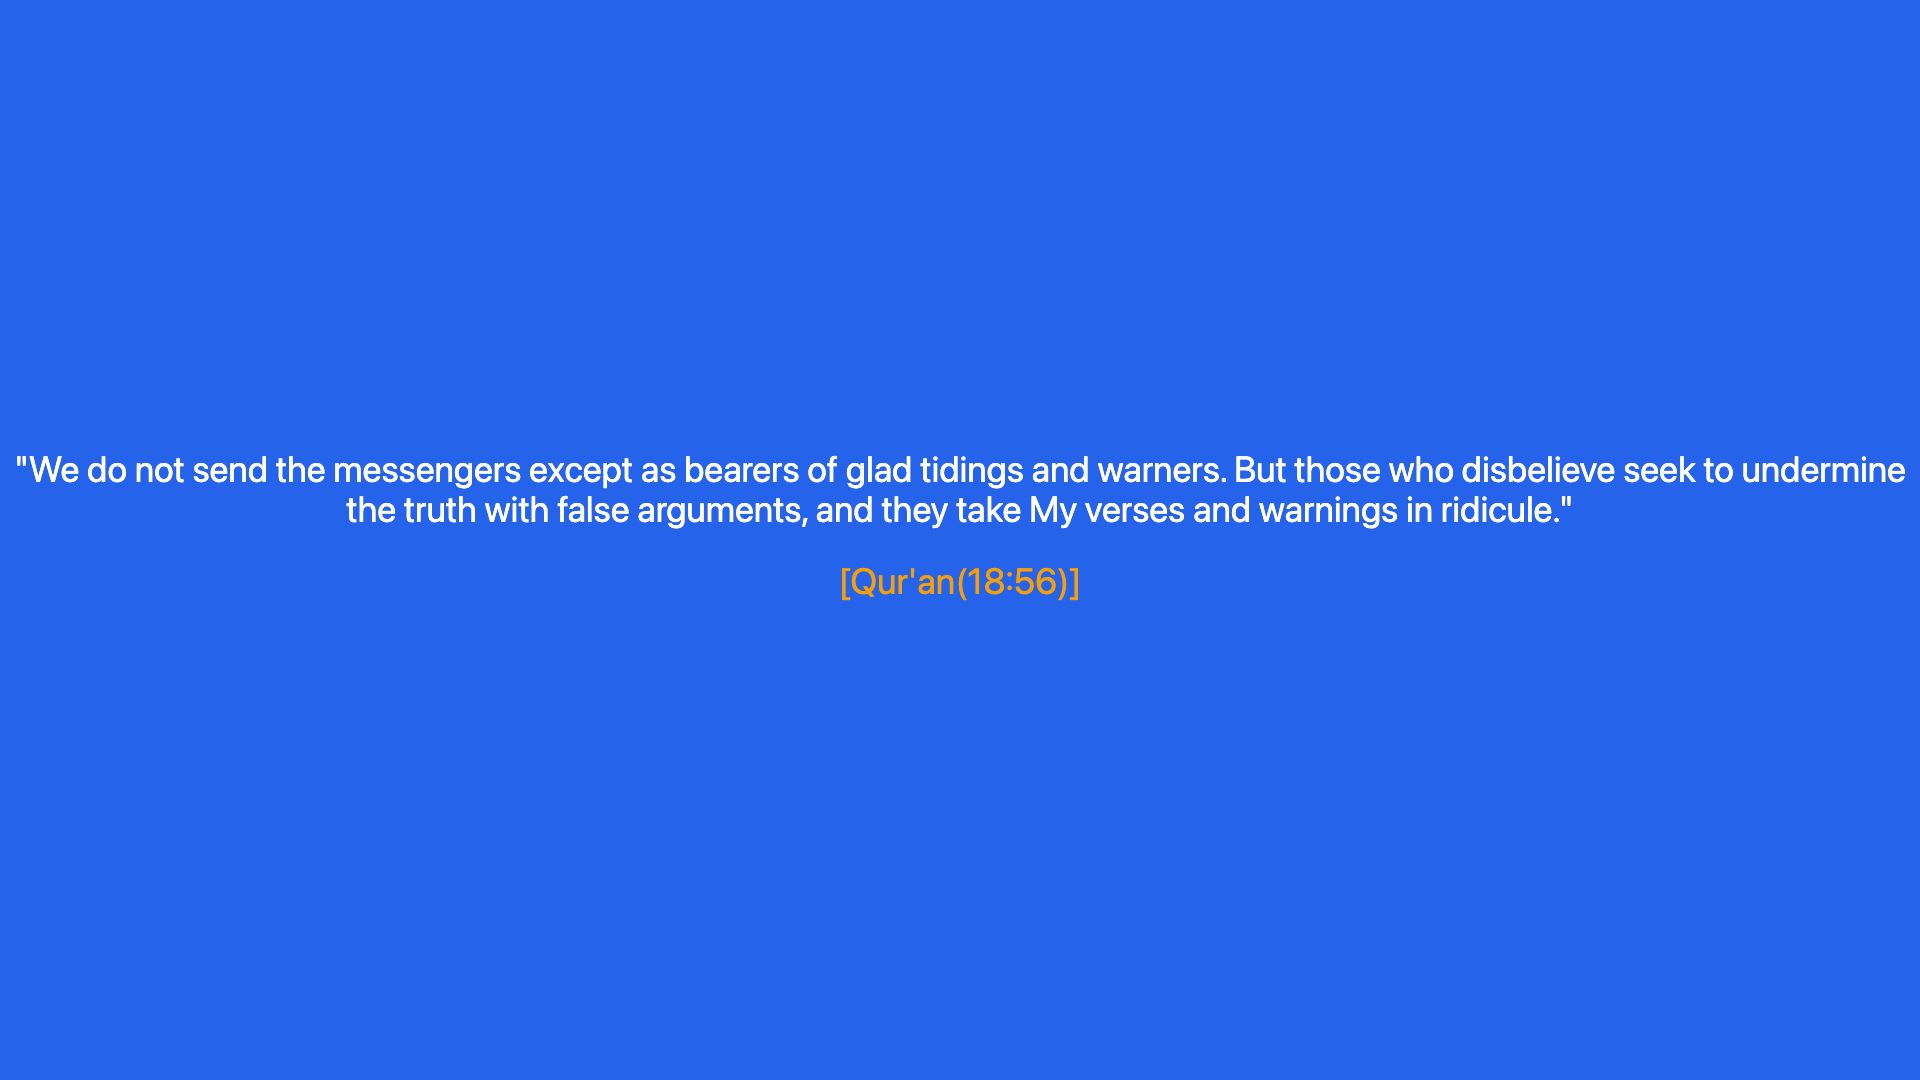 "We do not send the messengers except as bearers of glad tidings and warners. But those who disbelieve seek to undermine
the truth with false arguments, and they take My verses and warnings in ridicule."
[Qur'an(18:56)]